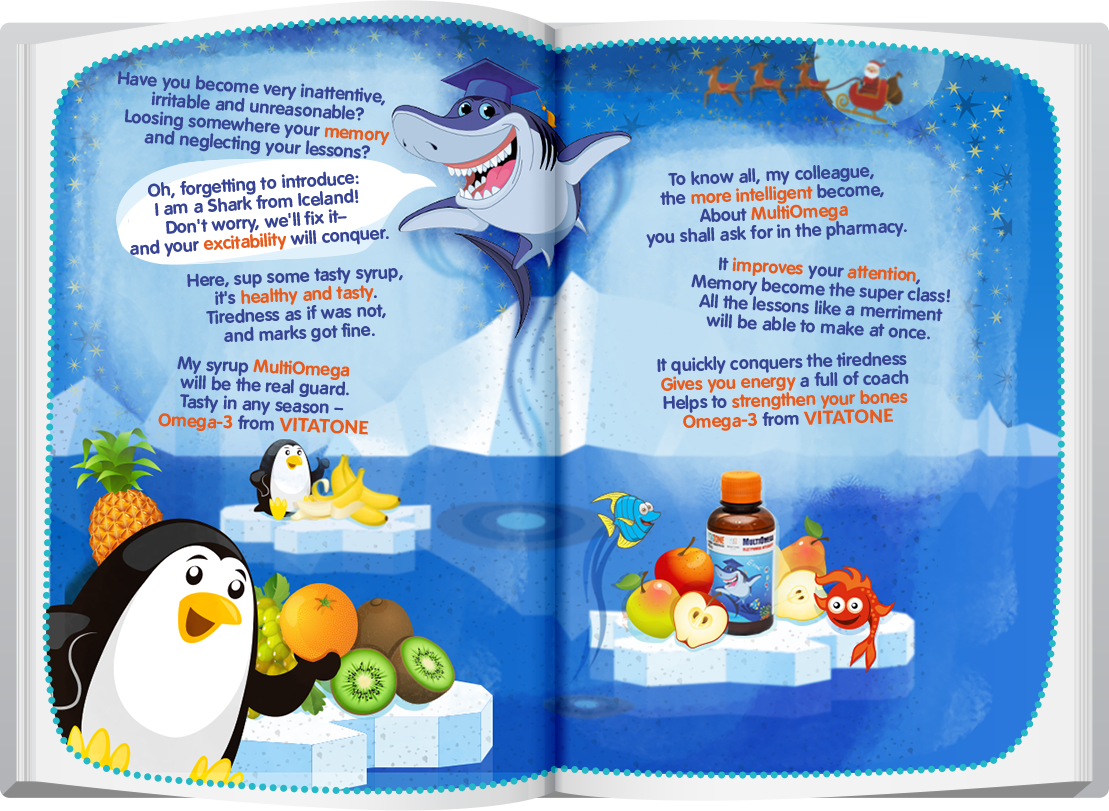 Have you become very inattentive,
irritable and unreasonable?
Loosing somewhere your memory
and neglecting your lessons?
Oh, forgetting to introduce:
I am a Shark from Iceland!
Don't worry, we'll fix it–
and your excitability will conquer.
Here, sup some tasty syrup,
it's healthy and tasty.
Tiredness as if was not,
and marks got fine.
My syrup MultiOmega
will be the real guard.
Tasty in any season –
Omega-3 from VITATONE
To know all, my colleague,
the more intelligent become,
About MultiOmega
you shall ask for in the pharmacy.
It improves your attention,
Memory become the super class!
All the lessons like a merriment
will be able to make at once.
It quickly conquers the tiredness
Gives you energy a full of coach
Helps to strengthen your bones
Omega-3 from VITATONE
MULTIOMEGA